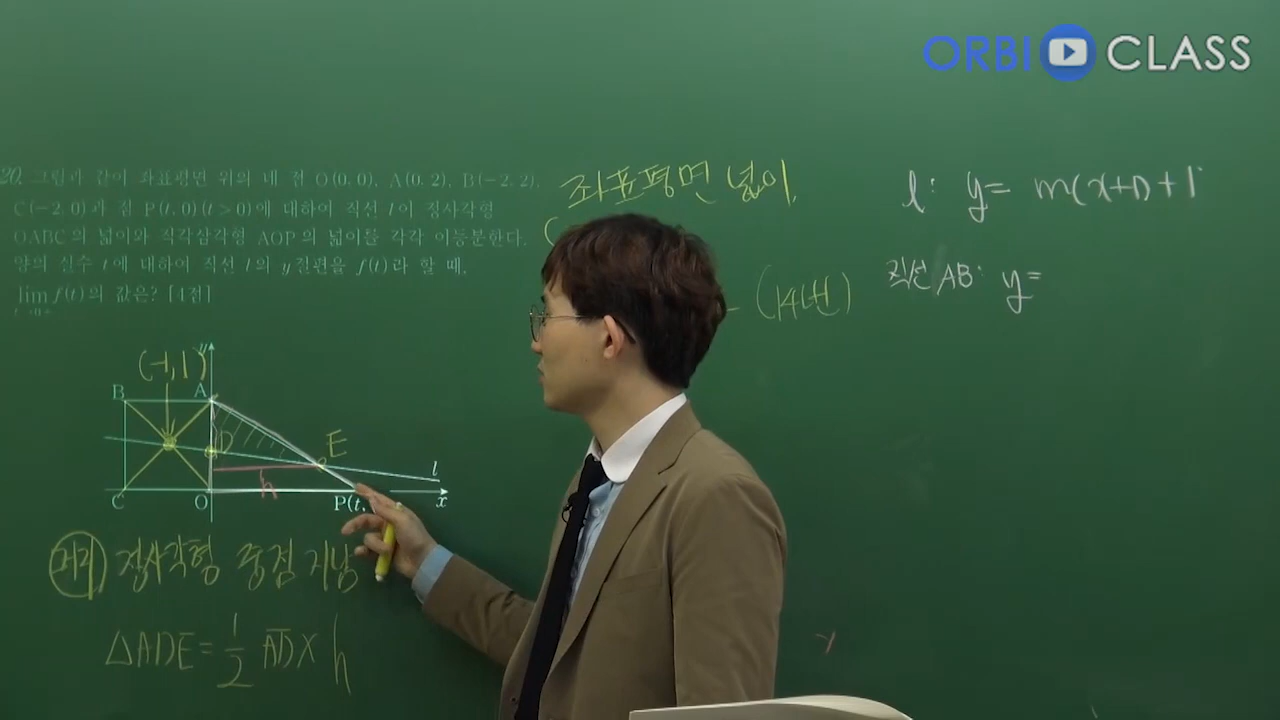 ORBI CLASS
20. 그림과 같이 좌표평면 위의 네 점 O(0, 0), A(0, 2), B(-2, 2),
C(-2, 0)과 점 P(t, 0)(t>0)에 대하여 직선 l이 정사각형
OABC의 넓이와 직각삼각형 AOP의 넓이를 각각 이등분한다.
양의 실수 t에 대하여 직선 l의 y절편을 f(t)라 할 때,
lim f(t)의 값은? [4점]
좌표평면 넓이
(14번)
l: y= m(x+1)+1
직선 AB: y=
y
(-1,1)
B A
D E
l
h
C O P(t, x
정사각형 중점 지남
△ADE = 1/2 AD × h